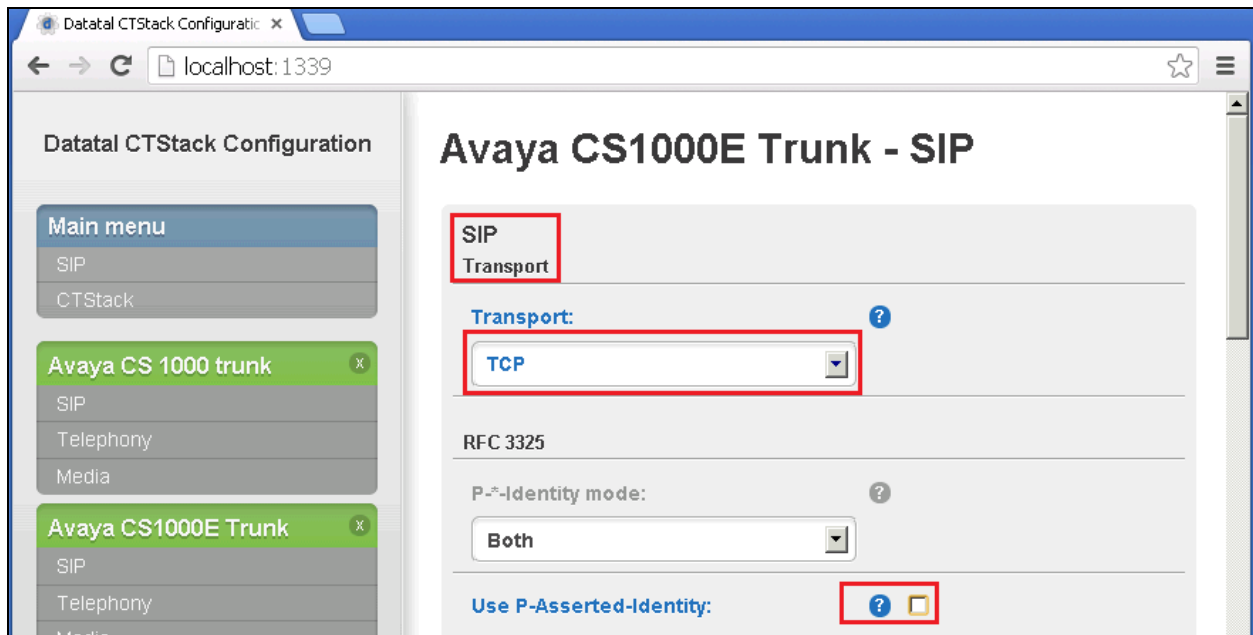 Datatal CTStack Configuratic
localhost:1339
Datatal CTStack Configuration
Main menu
SIP
CTStack
Avaya CS 1000 trunk
SIP
Telephony
Media
Avaya CS1000E Trunk
SIP
Telephony
Media
Avaya CS1000E Trunk - SIP
SIP
Transport
Transport:
TCP
RFC 3325
P-*-Identity mode:
Both
Use P-Asserted-Identity: